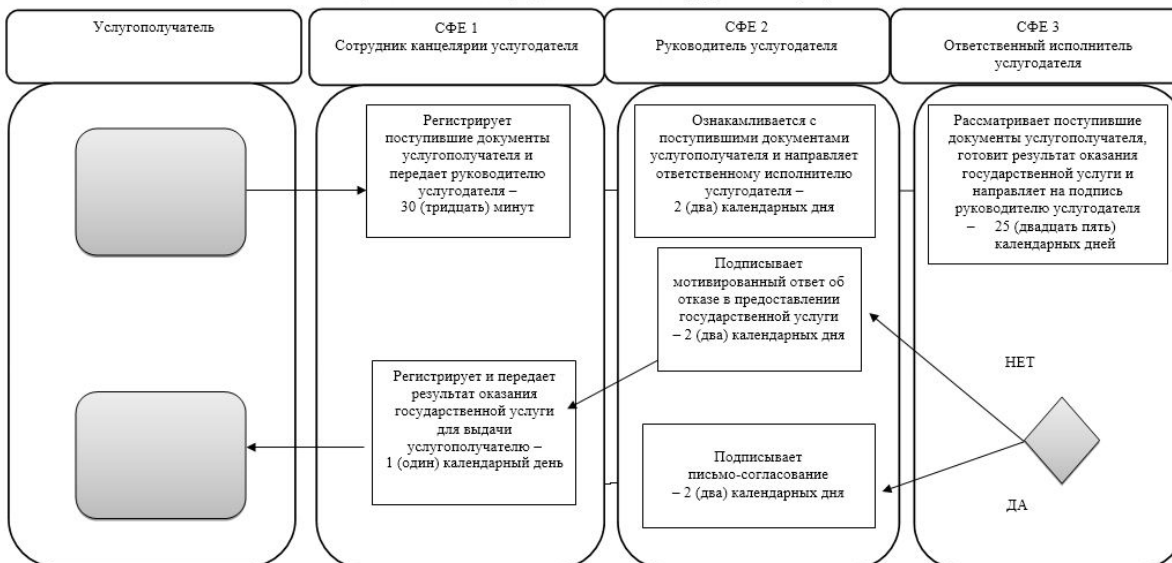 Услугополучатель
СФЕ 1
Сотрудник канцелярии услугодателя
СФЕ 2
Руководитель услугодателя
СФЕ 3
Ответственный исполнитель
услугодателя
Регистрирует
поступившие документы
услугополучателя и
передает руководителю
услугодателя –
30 (тридцать) минут
Ознакамливается с
поступившими документами
услугополучателя и направляет
ответственному исполнителю
услугодателя –
2 (два) календарных дня
Рассматривает поступившие
документы услугополучателя,
готовит результат оказания
государственной услуги и
направляет на подпись
руководителю услугодателя
– 25 (двадцать пять)
календарных дней
Подписывает
мотивированный ответ об
отказе в предоставлении
государственной услуги
– 2 (два) календарных дня
НЕТ
Регистрирует и передает
результат оказания
государственной услуги
для выдачи
услугополучателю –
1 (один) календарный день
Подписывает
письмо-согласование
– 2 (два) календарных дня
ДА